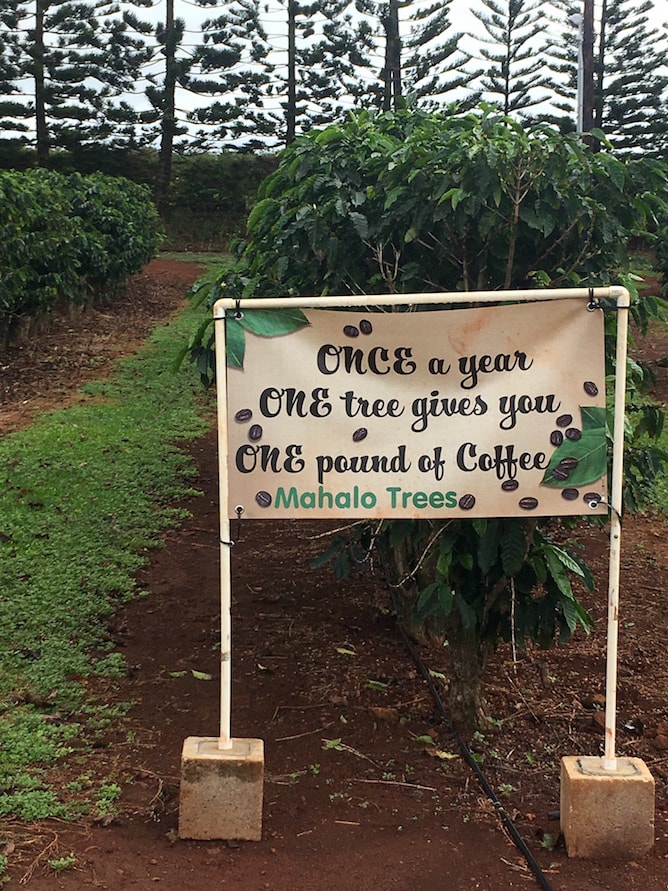 ONCE a year
ONE tree gives you
ONE pound of Coffee
Mahalo Trees